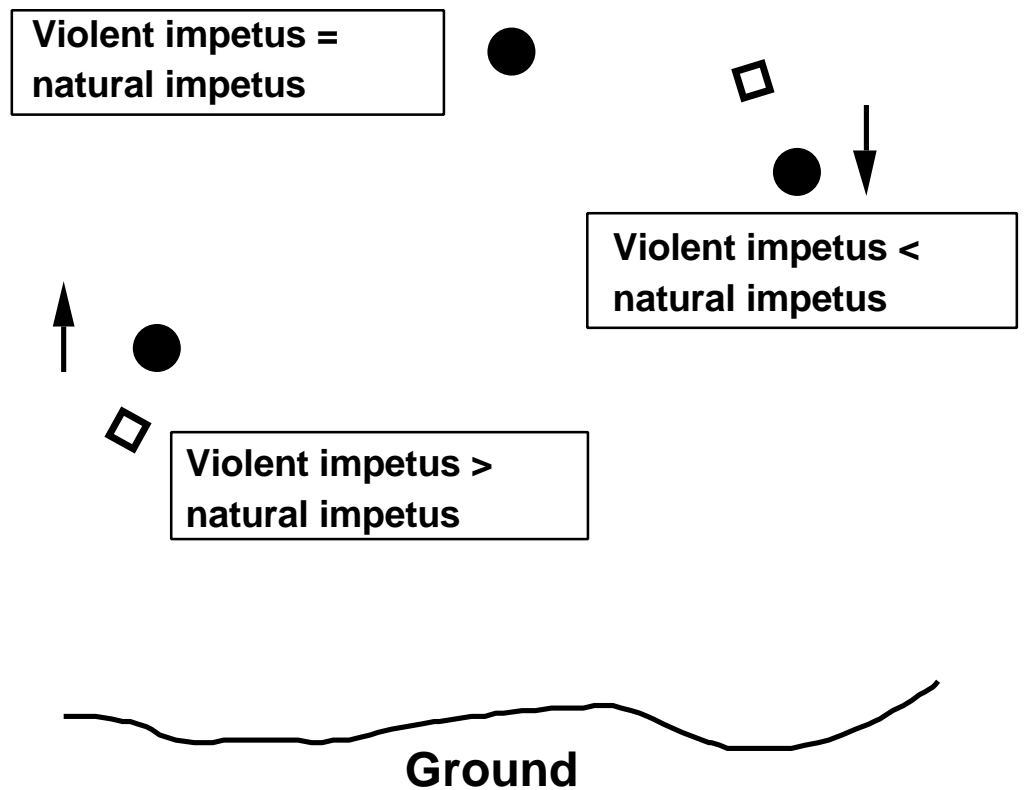 Violent impetus =
natural impetus
Violent impetus <
natural impetus
Violent impetus >
natural impetus
Ground